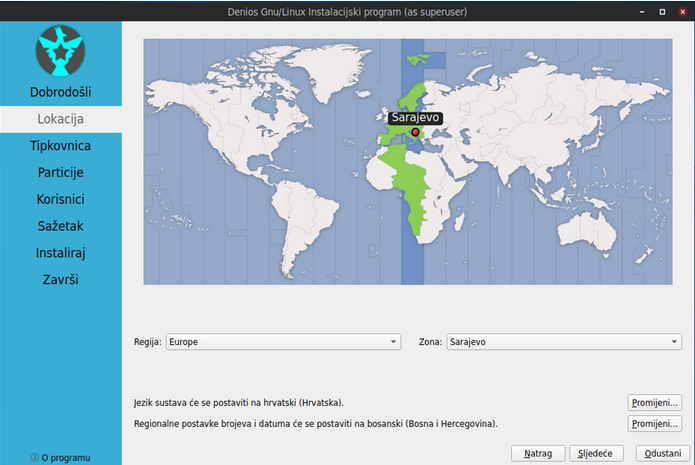 Denios Gnu/Linux Instalacijski program (as superuser)
Dobrodošli
Lokacija
Tipkovnica
Particije
Korisnici
Sažetak
Instaliraj
Završi
Sarajevo
Regija: Europe Zona: Sarajevo
Jezik sustava će se postaviti na hrvatski (Hrvatska). Promijeni...
Regionalne postavke brojeva i datuma će se postaviti na bosanski (Bosna i Hercegovina). Promijeni...
O programu Natrag Sljedeće Odustani